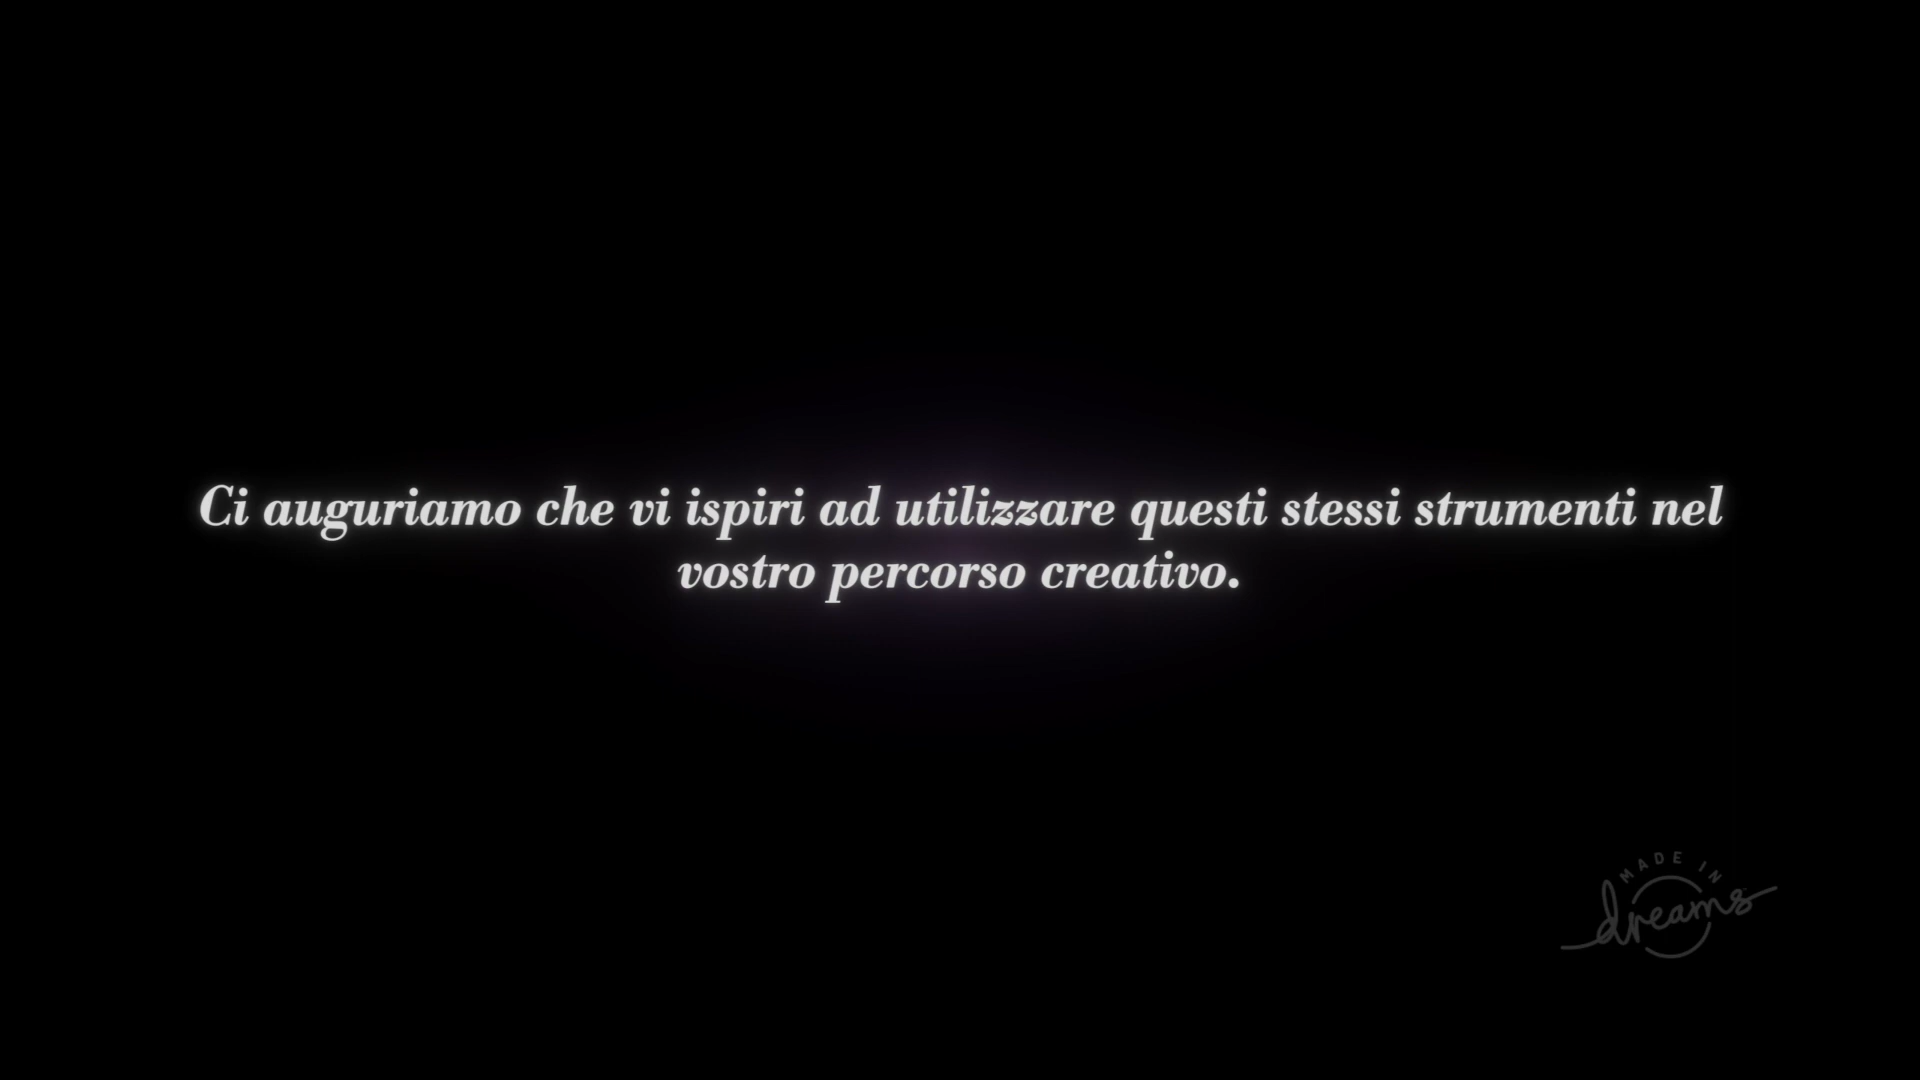 Ci auguriamo che vi ispiri ad utilizzare questi stessi strumenti nel
vostro percorso creativo.
MADE IN
dreams